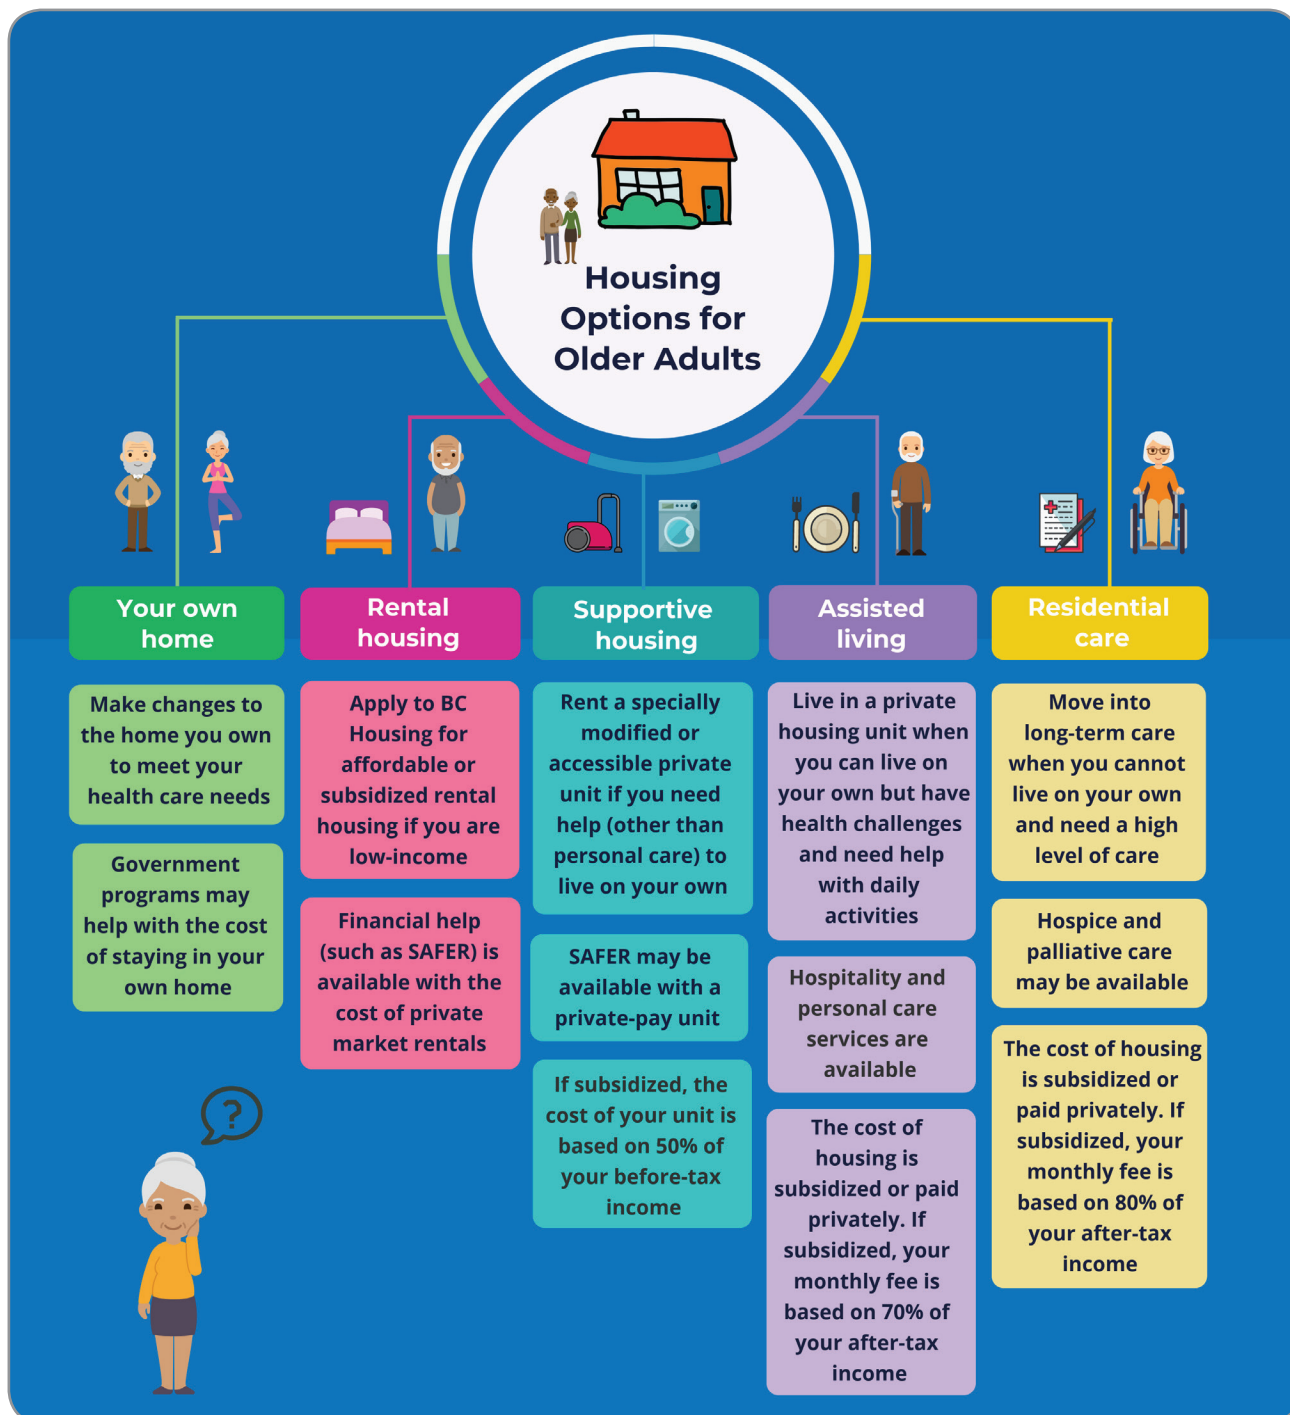 Housing
Options for
Older Adults
Your own
home
Make changes to
the home you own
to meet your
health care needs
Government
programs may
help with the cost
of staying in your
own home
?
Rental
housing
Apply to BC
Housing for
affordable or
subsidized rental
housing if you are
low-income
Financial help
(such as SAFER) is
available with the
cost of private
market rentals
Supportive
housing
Rent a specially
modified or
accessible private
unit if you need
help (other than
personal care) to
live on your own
SAFER may be
available with a
private-pay unit
If subsidized, the
cost of your unit is
based on 50% of
your before-tax
income
Assisted
living
Live in a private
housing unit when
you can live on
your own but have
health challenges
and need help
with daily
activities
Hospitality and
personal care
services are
available
The cost of
housing is
subsidized or paid
privately. If
subsidized, your
monthly fee is
based on 70% of
your after-tax
income
Residential
care
Move into
long-term care
when you cannot
live on your own
and need a high
level of care
Hospice and
palliative care
may be available
The cost of housing
is subsidized or
paid privately. If
subsidized, your
monthly fee is
based on 80% of
your after-tax
income